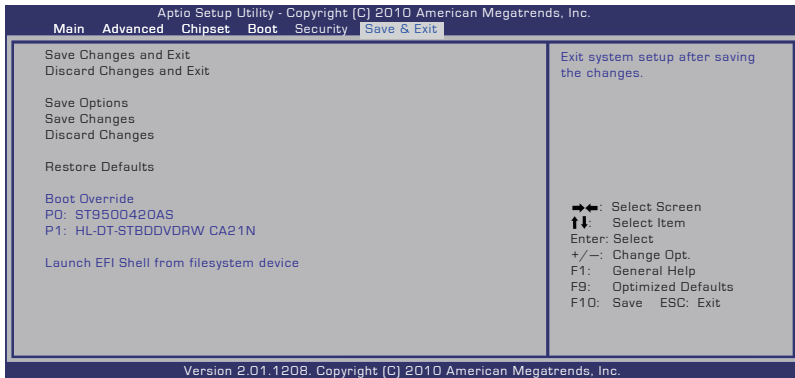 Aptio Setup Utility - Copyright (C) 2010 American Megatrends, Inc.
Main Advanced Chipset Boot Security Save & Exit
Save Changes and Exit
Discard Changes and Exit
Save Options
Save Changes
Discard Changes
Restore Defaults
Boot Override
P0: ST9500420AS
P1: HL-DT-STBDDVDRW CA21N
Launch EFI Shell from filesystem device
Exit system setup after saving
the changes.
→←: Select Screen
↑↓: Select Item
Enter: Select
+/—: Change Opt.
F1: General Help
F9: Optimized Defaults
F10: Save ESC: Exit
Version 2.01.1208. Copyright (C) 2010 American Megatrends, Inc.